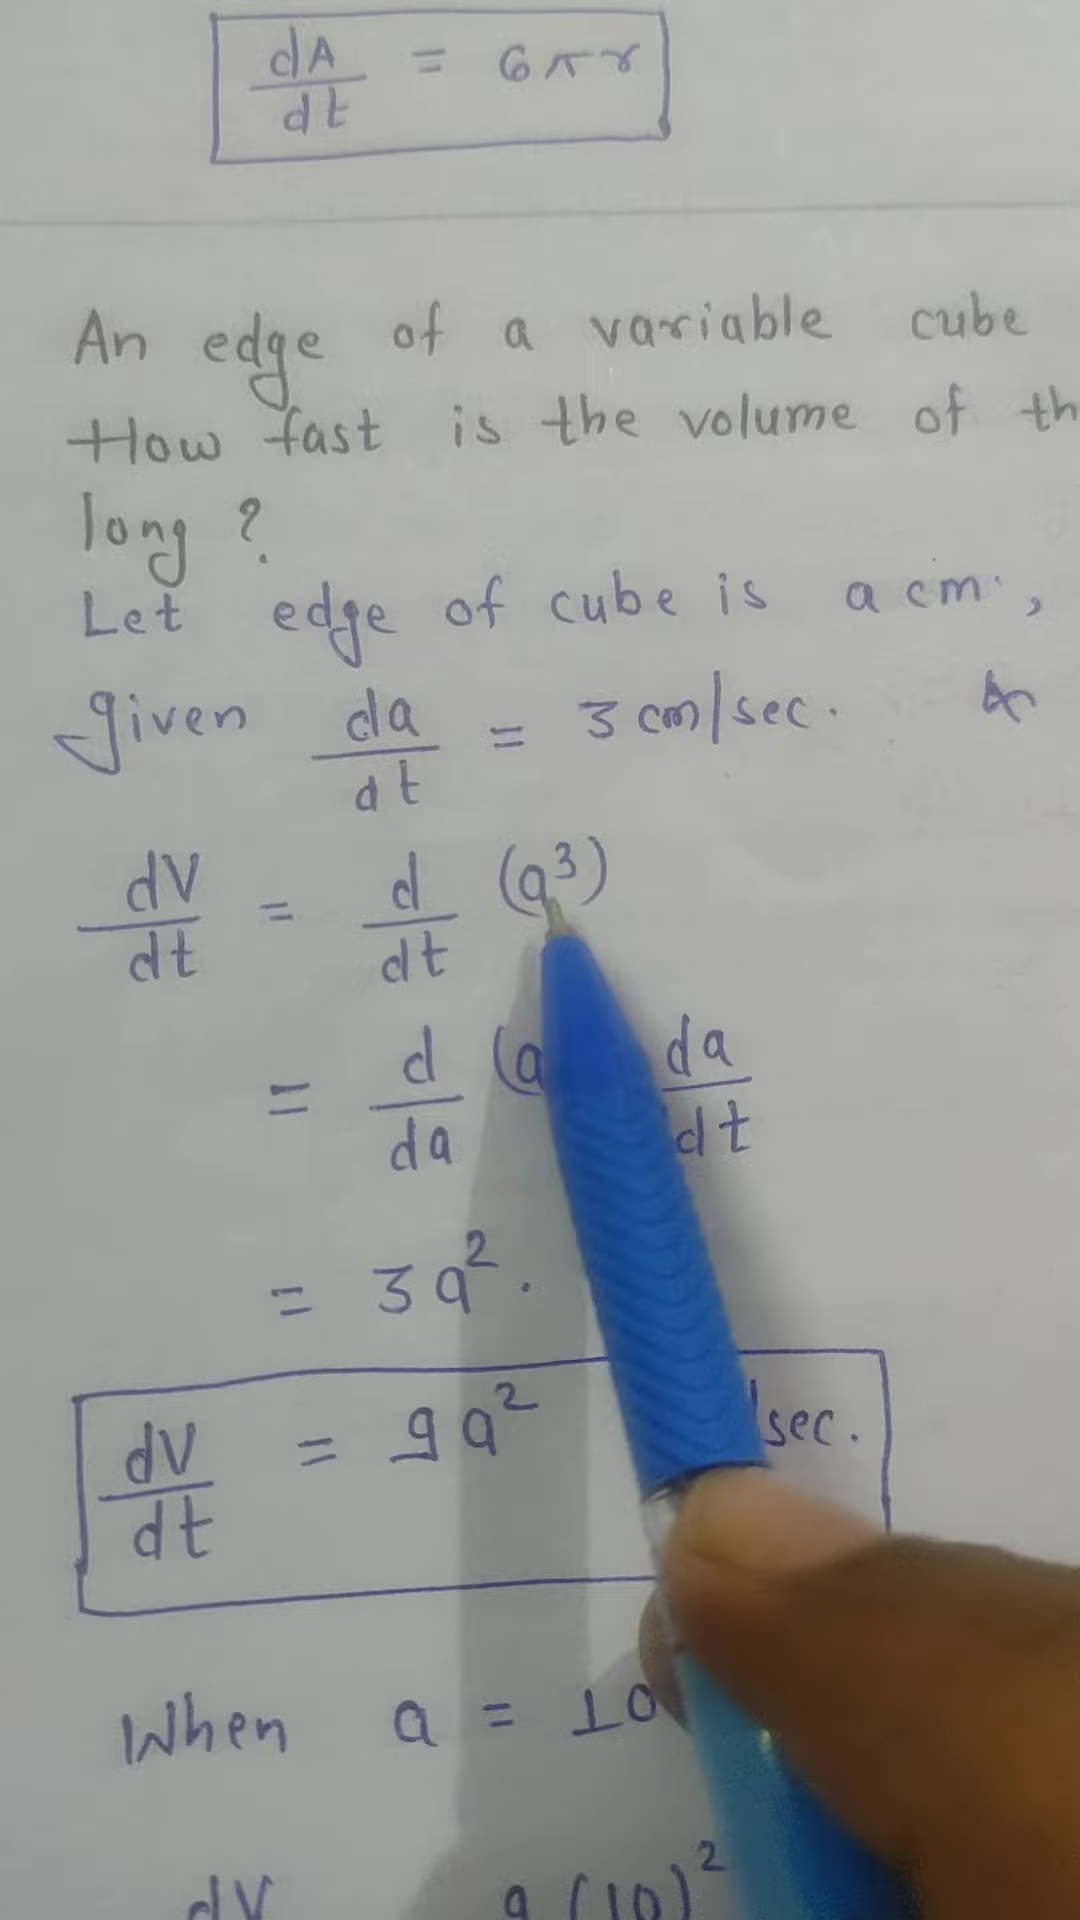 dA/dt = 6πr
An edge of a variable cube
How fast is the volume of
long ?
Let edge of cube is a cm.,
given da/dt = 3 cm/sec.
dV/dt = d/dt (a³)
= d/da (a da/dt
= 3a².
dV/dt = 9a² /sec.
When a = 10
dV 9(10)²